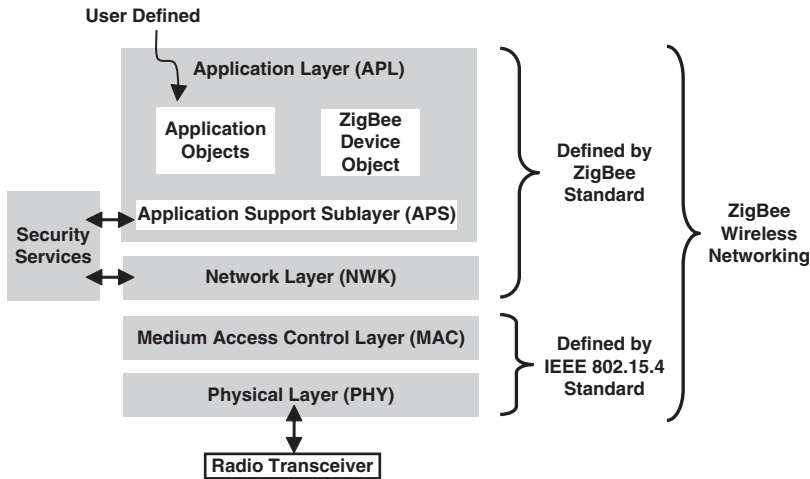 User Defined
Application Layer (APL)
Application
Objects
ZigBee
Device
Object
Application Support Sublayer (APS)
Security
Services
Network Layer (NWK)
Medium Access Control Layer (MAC)
Physical Layer (PHY)
Radio Transceiver
Defined by
ZigBee
Standard
Defined by
IEEE 802.15.4
Standard
ZigBee
Wireless
Networking